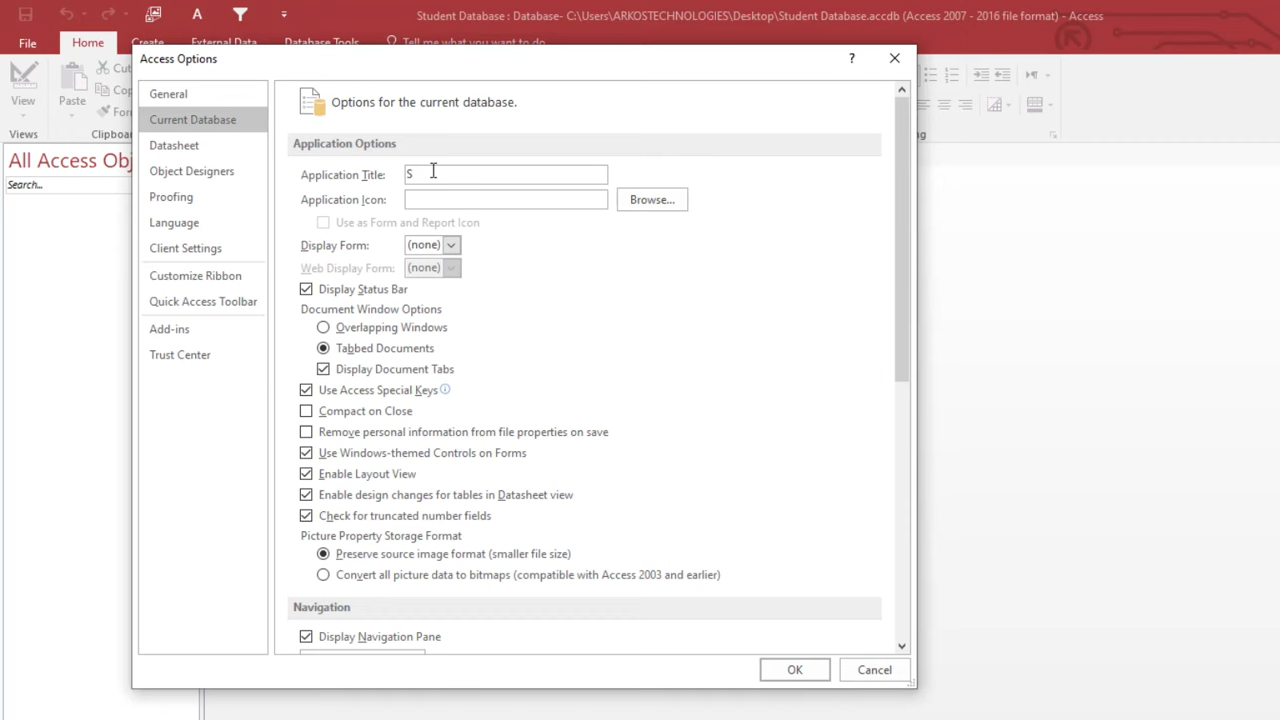 Student Database : Database- C:\Users\ARKOSTECHNOLOGIES\Desktop\Student Database.accdb (Access 2007 - 2016 file format) - Access
File Home Create External Data Database Tools Tell me what you want to do
Access Options ?
View
Views
Paste
Cut
Cop
Form
Clipboar
ng
All Access Obj
Search...
General
Current Database
Datasheet
Object Designers
Proofing
Language
Client Settings
Customize Ribbon
Quick Access Toolbar
Add-ins
Trust Center
Options for the current database.
Application Options
Application Title: S
Application Icon: Browse...
Use as Form and Report Icon
Display Form: (none)
Web Display Form: (none)
Display Status Bar
Document Window Options
Overlapping Windows
Tabbed Documents
Display Document Tabs
Use Access Special Keys
Compact on Close
Remove personal information from file properties on save
Use Windows-themed Controls on Forms
Enable Layout View
Enable design changes for tables in Datasheet view
Check for truncated number fields
Picture Property Storage Format
Preserve source image format (smaller file size)
Convert all picture data to bitmaps (compatible with Access 2003 and earlier)
Navigation
Display Navigation Pane
OK Cancel